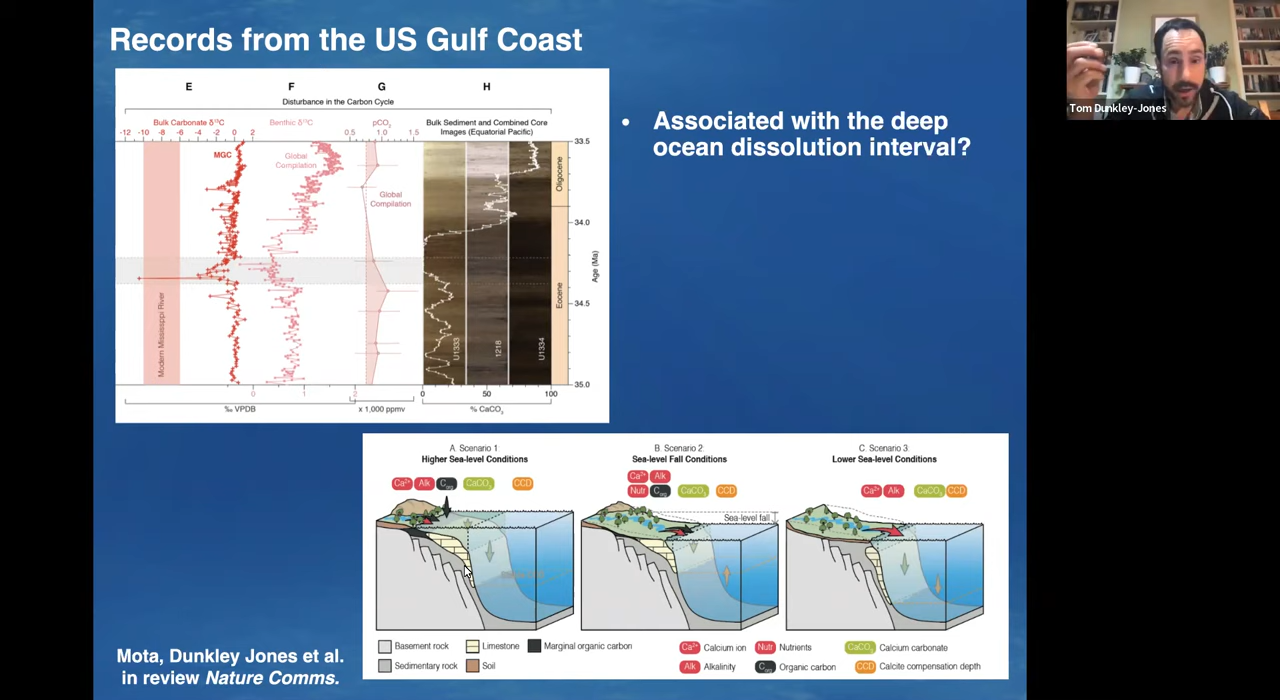 Records from the US Gulf Coast
Tom Dunkley-Jones
E F G H
Disturbance in the Carbon Cycle
Bulk Carbonate δ¹³C
Benthic δ¹³C
pCO₂
Bulk Sediment and Combined Core
Images (Equatorial Pacific)
-12 -10 -8 -6 -4 -2 0 2
0.5 1.0 1.5
MGC
Global
Compilation
Global
Compilation
Modern Mississippi River
U1333
1218
U1334
Oligocene
Eocene
33.5
34.0
34.5
35.0
Age (Ma)
0 1 2
0 50 100
‰ VPDB
x 1,000 ppmv
% CaCO₃
• Associated with the deep
ocean dissolution interval?
A. Scenario 1.
Higher Sea-level Conditions
Ca²⁺ Alk Corg CaCO₃ CCD
B. Scenario 2.
Sea-level Fall Conditions
Ca²⁺ Alk
Nutr Corg CaCO₃ CCD
Sea-level fall
C. Scenario 3.
Lower Sea-level Conditions
Ca²⁺ Alk CaCO₃ CCD
Basement rock
Limestone
Marginal organic carbon
Sedimentary rock
Soil
Ca²⁺ Calcium ion
Nutr Nutrients
CaCO₃ Calcium carbonate
Alk Alkalinity
Corg Organic carbon
CCD Calcite compensation depth
Mota, Dunkley Jones et al.
in review Nature Comms.